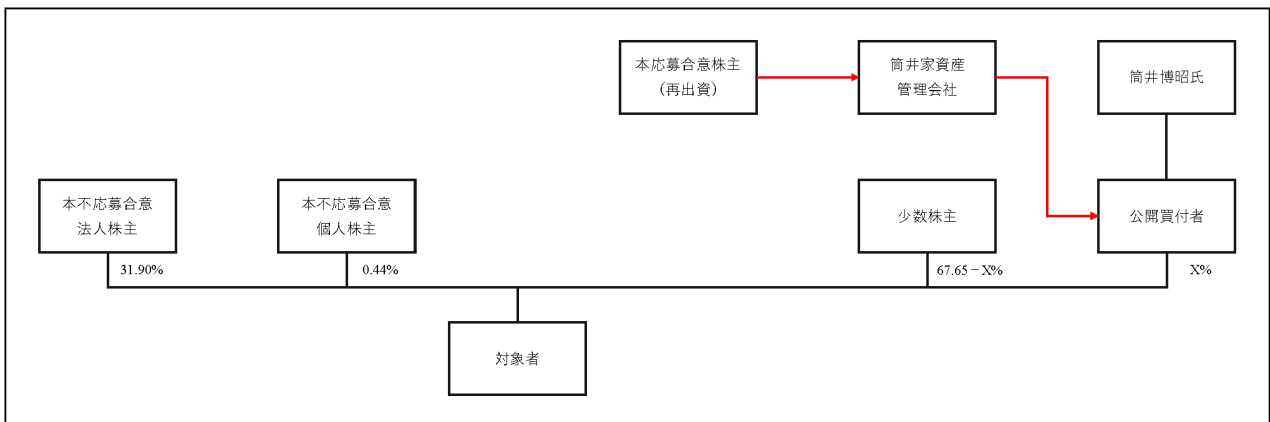 本応募合意株主
（再出資）
筒井家資産
管理会社
筒井博昭氏
本不応募合意
法人株主
本不応募合意
個人株主
少数株主
公開買付者
31.90%
0.44%
67.65－X%
X%
対象者